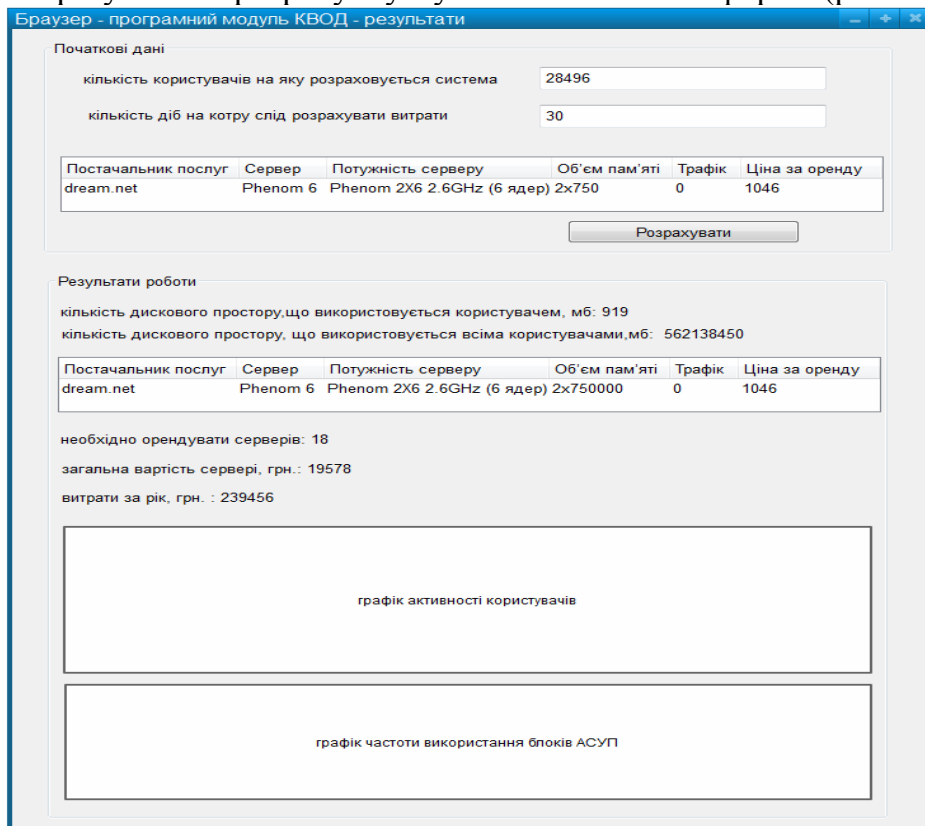 Браузер - програмний модуль КВОД - результати
Початкові дані
кількість користувачів на яку розраховується система 28496
кількість діб на котру слід розрахувати витрати 30
Постачальник послуг Сервер Потужність серверу Об'єм пам'яті Трафік Ціна за оренду
dream.net Phenom 6 Phenom 2X6 2.6GHz (6 ядер) 2x750 0 1046
Розрахувати
Результати роботи
кількість дискового простору,що використовується користувачем, мб: 919
кількість дискового простору, що використовується всіма користувачами,мб: 562138450
Постачальник послуг Сервер Потужність серверу Об'єм пам'яті Трафік Ціна за оренду
dream.net Phenom 6 Phenom 2X6 2.6GHz (6 ядер) 2x750000 0 1046
необхідно орендувати серверів: 18
загальна вартість сервері, грн.: 19578
витрати за рік, грн. : 239456
графік активності користувачів
графік частоти використання блоків АСУП